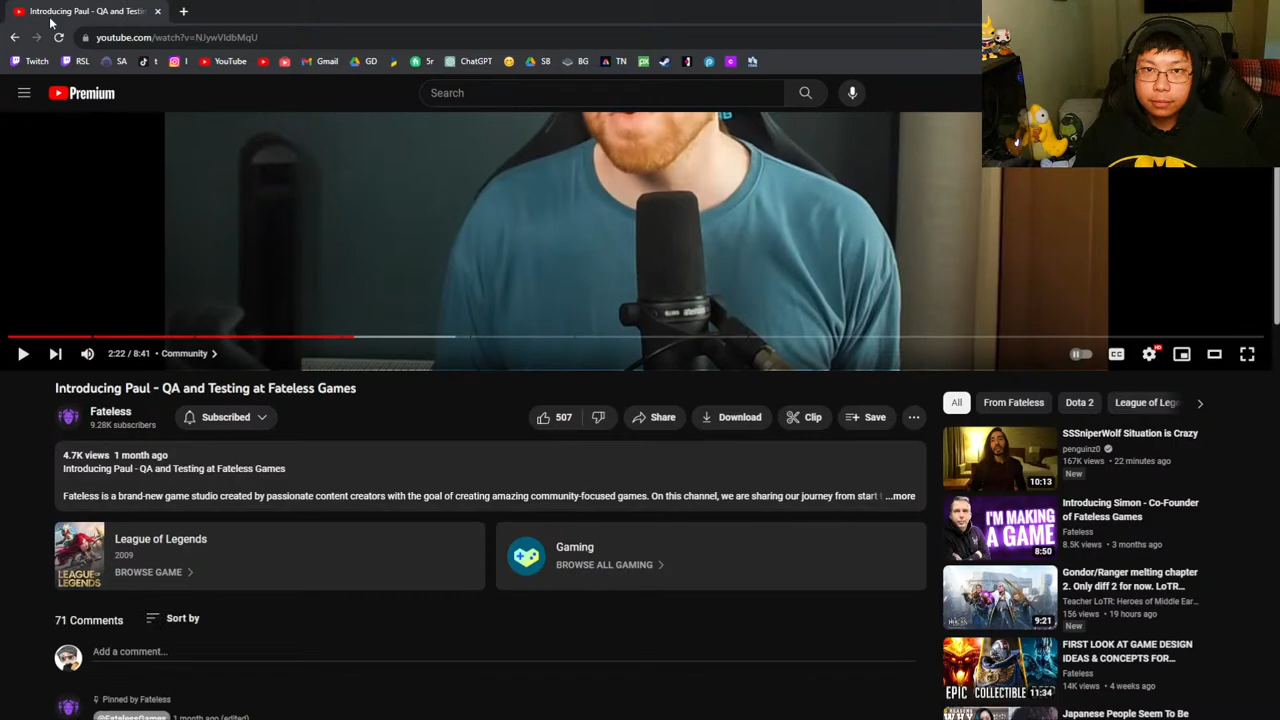 Introducing Paul - QA and Testin
youtube.com/watch?v=NJywVldbMqU
Twitch
RSL
SA
t
I
YouTube
Gmail
GD
5r
ChatGPT
SB
BG
TN
Premium
Search
2:22 / 8:41 • Community
Introducing Paul - QA and Testing at Fateless Games
Fateless
9.28K subscribers
Subscribed
507
Share
Download
Clip
Save
4.7K views 1 month ago
Introducing Paul - QA and Testing at Fateless Games
Fateless is a brand-new game studio created by passionate content creators with the goal of creating amazing community-focused games. On this channel, we are sharing our journey from start t ...more
League of Legends
2009
BROWSE GAME
Gaming
BROWSE ALL GAMING
71 Comments
Sort by
Add a comment...
Pinned by Fateless
@FatelessGames 1 month ago (edited)
All
From Fateless
Dota 2
League of Lege
SSSniperWolf Situation is Crazy
penguinz0
167K views • 22 minutes ago
New
10:13
Introducing Simon - Co-Founder
of Fateless Games
Fateless
8.5K views • 3 months ago
I'M MAKING
A GAME
8:50
Gondor/Ranger melting chapter
2. Only diff 2 for now. LoTR...
Teacher LoTR: Heroes of Middle Ear...
156 views • 19 hours ago
New
9:21
FIRST LOOK AT GAME DESIGN
IDEAS & CONCEPTS FOR...
Fateless
14K views • 4 weeks ago
EPIC COLLECTIBLE
11:34
Japanese People Seem To Be